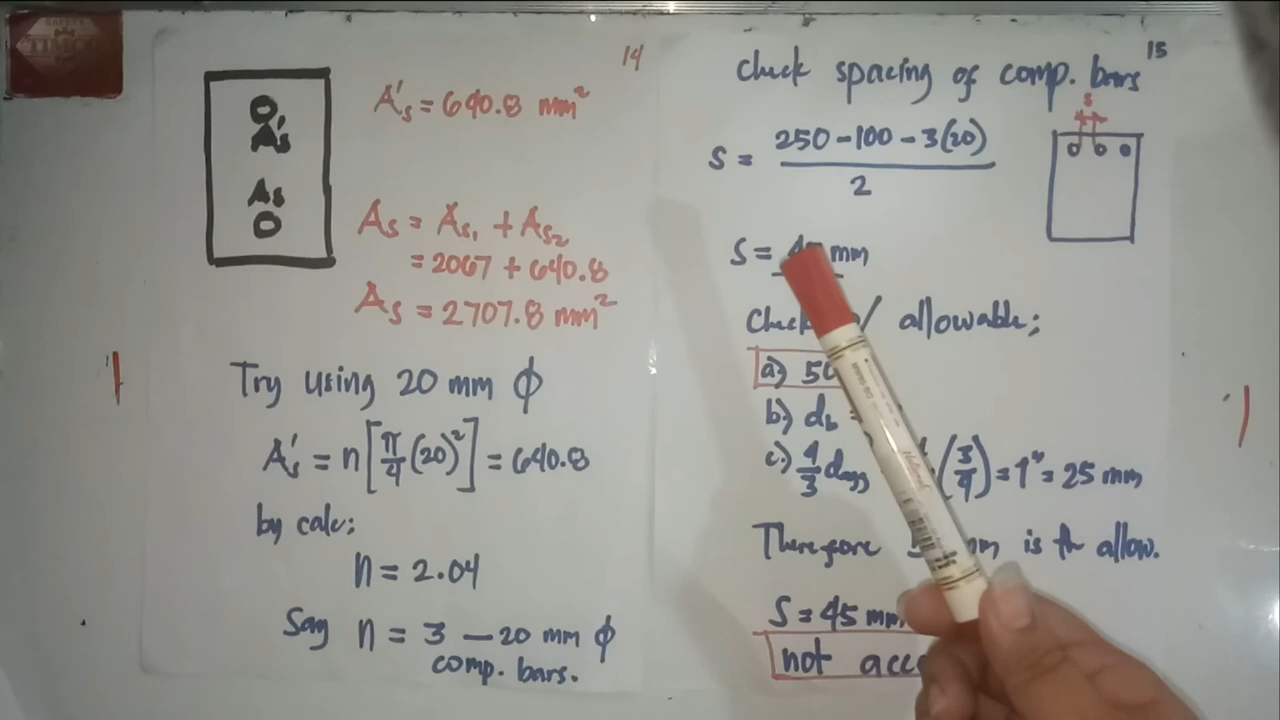 SAFETY
TIMCO
14
A's
As
A's = 640.8 mm²
As = As₁ + As₂
= 2067 + 640.8
As = 2707.8 mm²
Try using 20 mm ϕ
A's = n[π/4 (20)²] = 640.8
by calc:
n = 2.04
Say n = 3 — 20 mm ϕ
comp. bars.
15
Check spacing of comp. bars
s
S = (250 - 100 - 3(20)) / 2
S = mm
Check / allowable;
a)
b) db
c) 4/3 dagg (3/4) = 1" = 25 mm
Therefore mm is th allow.
S = 45 mm
not